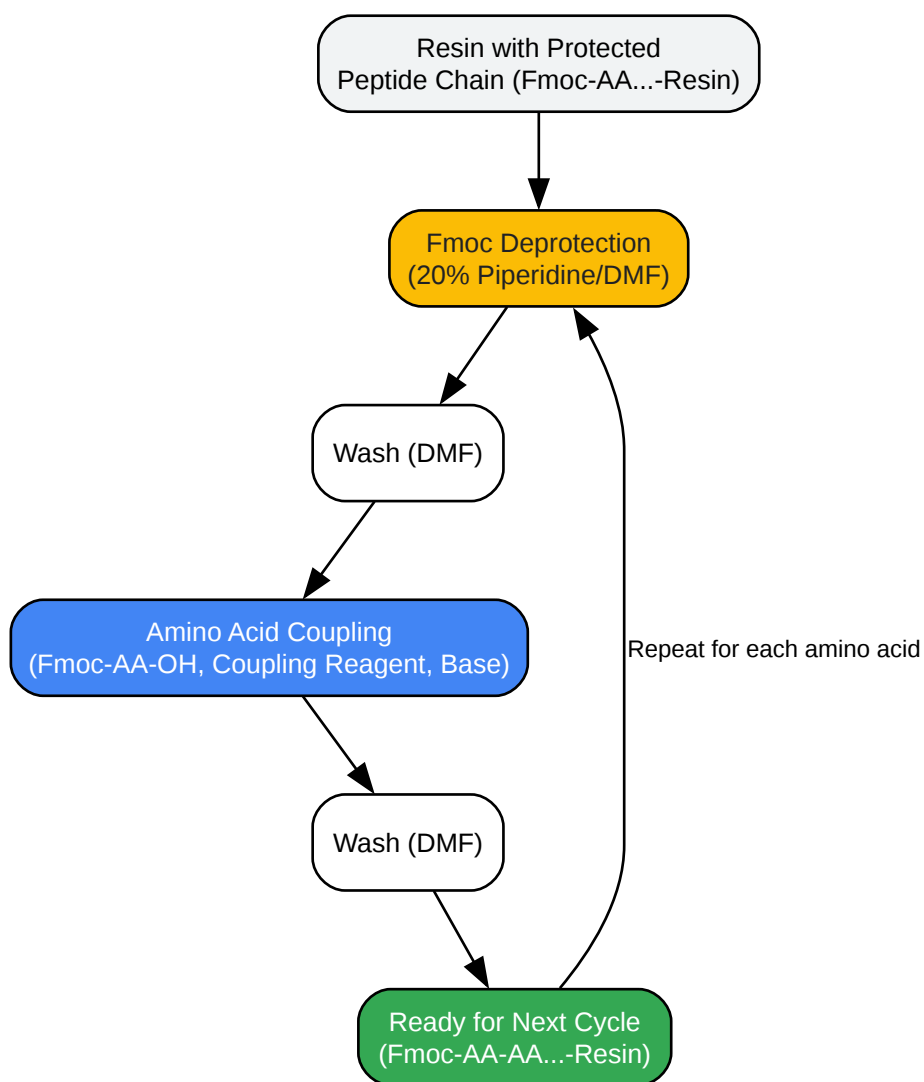 Resin with Protected
Peptide Chain (Fmoc-AA...-Resin)
Fmoc Deprotection
(20% Piperidine/DMF)
Wash (DMF)
Amino Acid Coupling
(Fmoc-AA-OH, Coupling Reagent, Base)
Repeat for each amino acid
Wash (DMF)
Ready for Next Cycle
(Fmoc-AA-AA...-Resin)